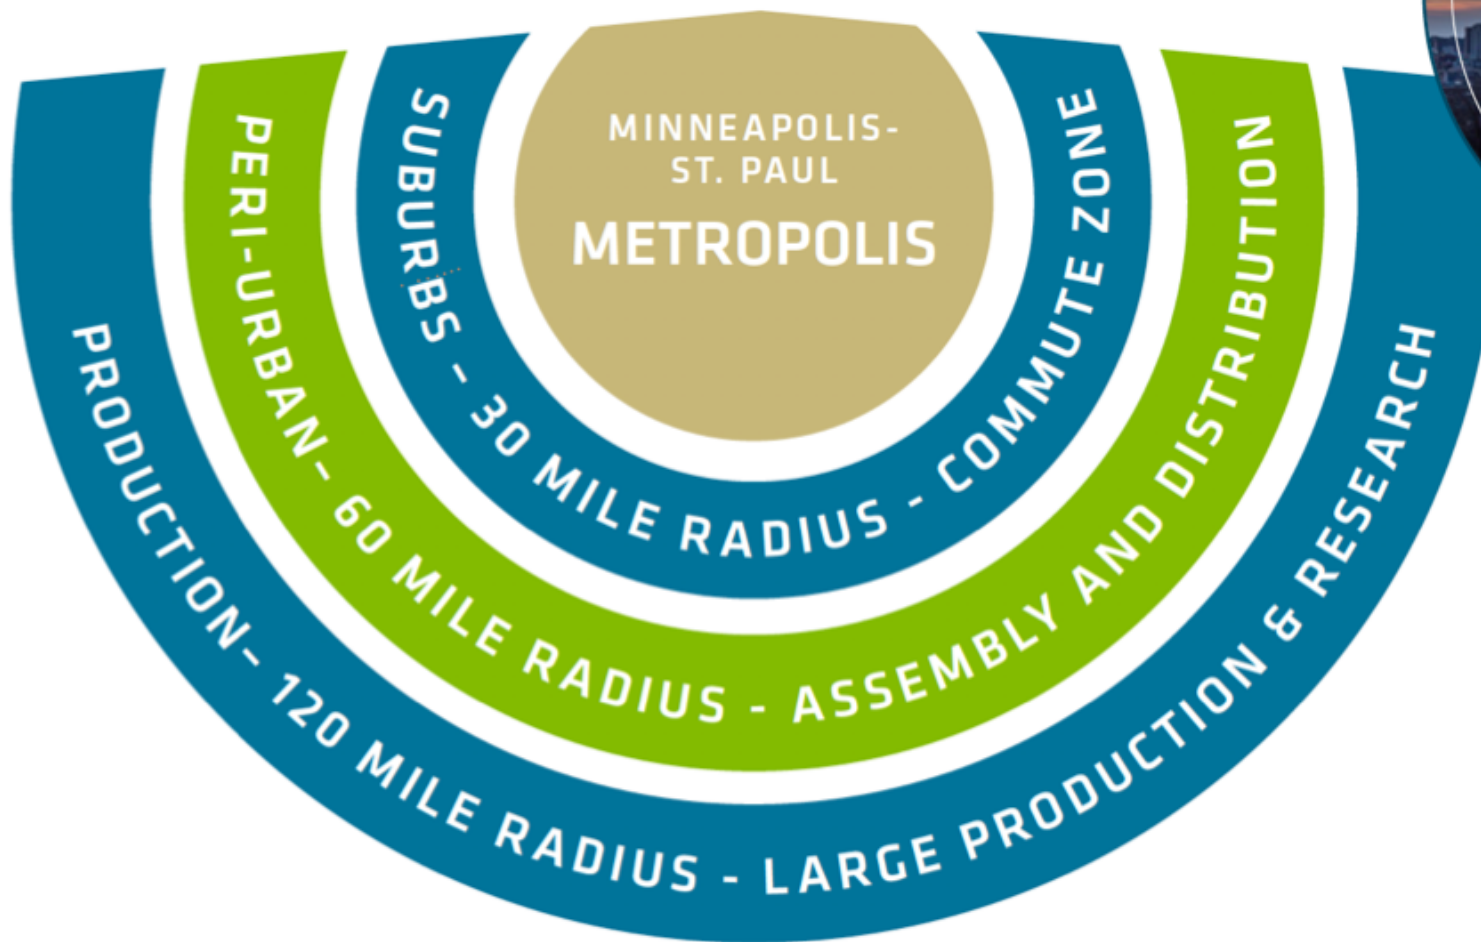 MINNEAPOLIS-
ST. PAUL
METROPOLIS
SUBURBS – 30 MILE RADIUS - COMMUTE ZONE
PERI-URBAN– 60 MILE RADIUS - ASSEMBLY AND DISTRIBUTION
PRODUCTION– 120 MILE RADIUS - LARGE PRODUCTION & RESEARCH